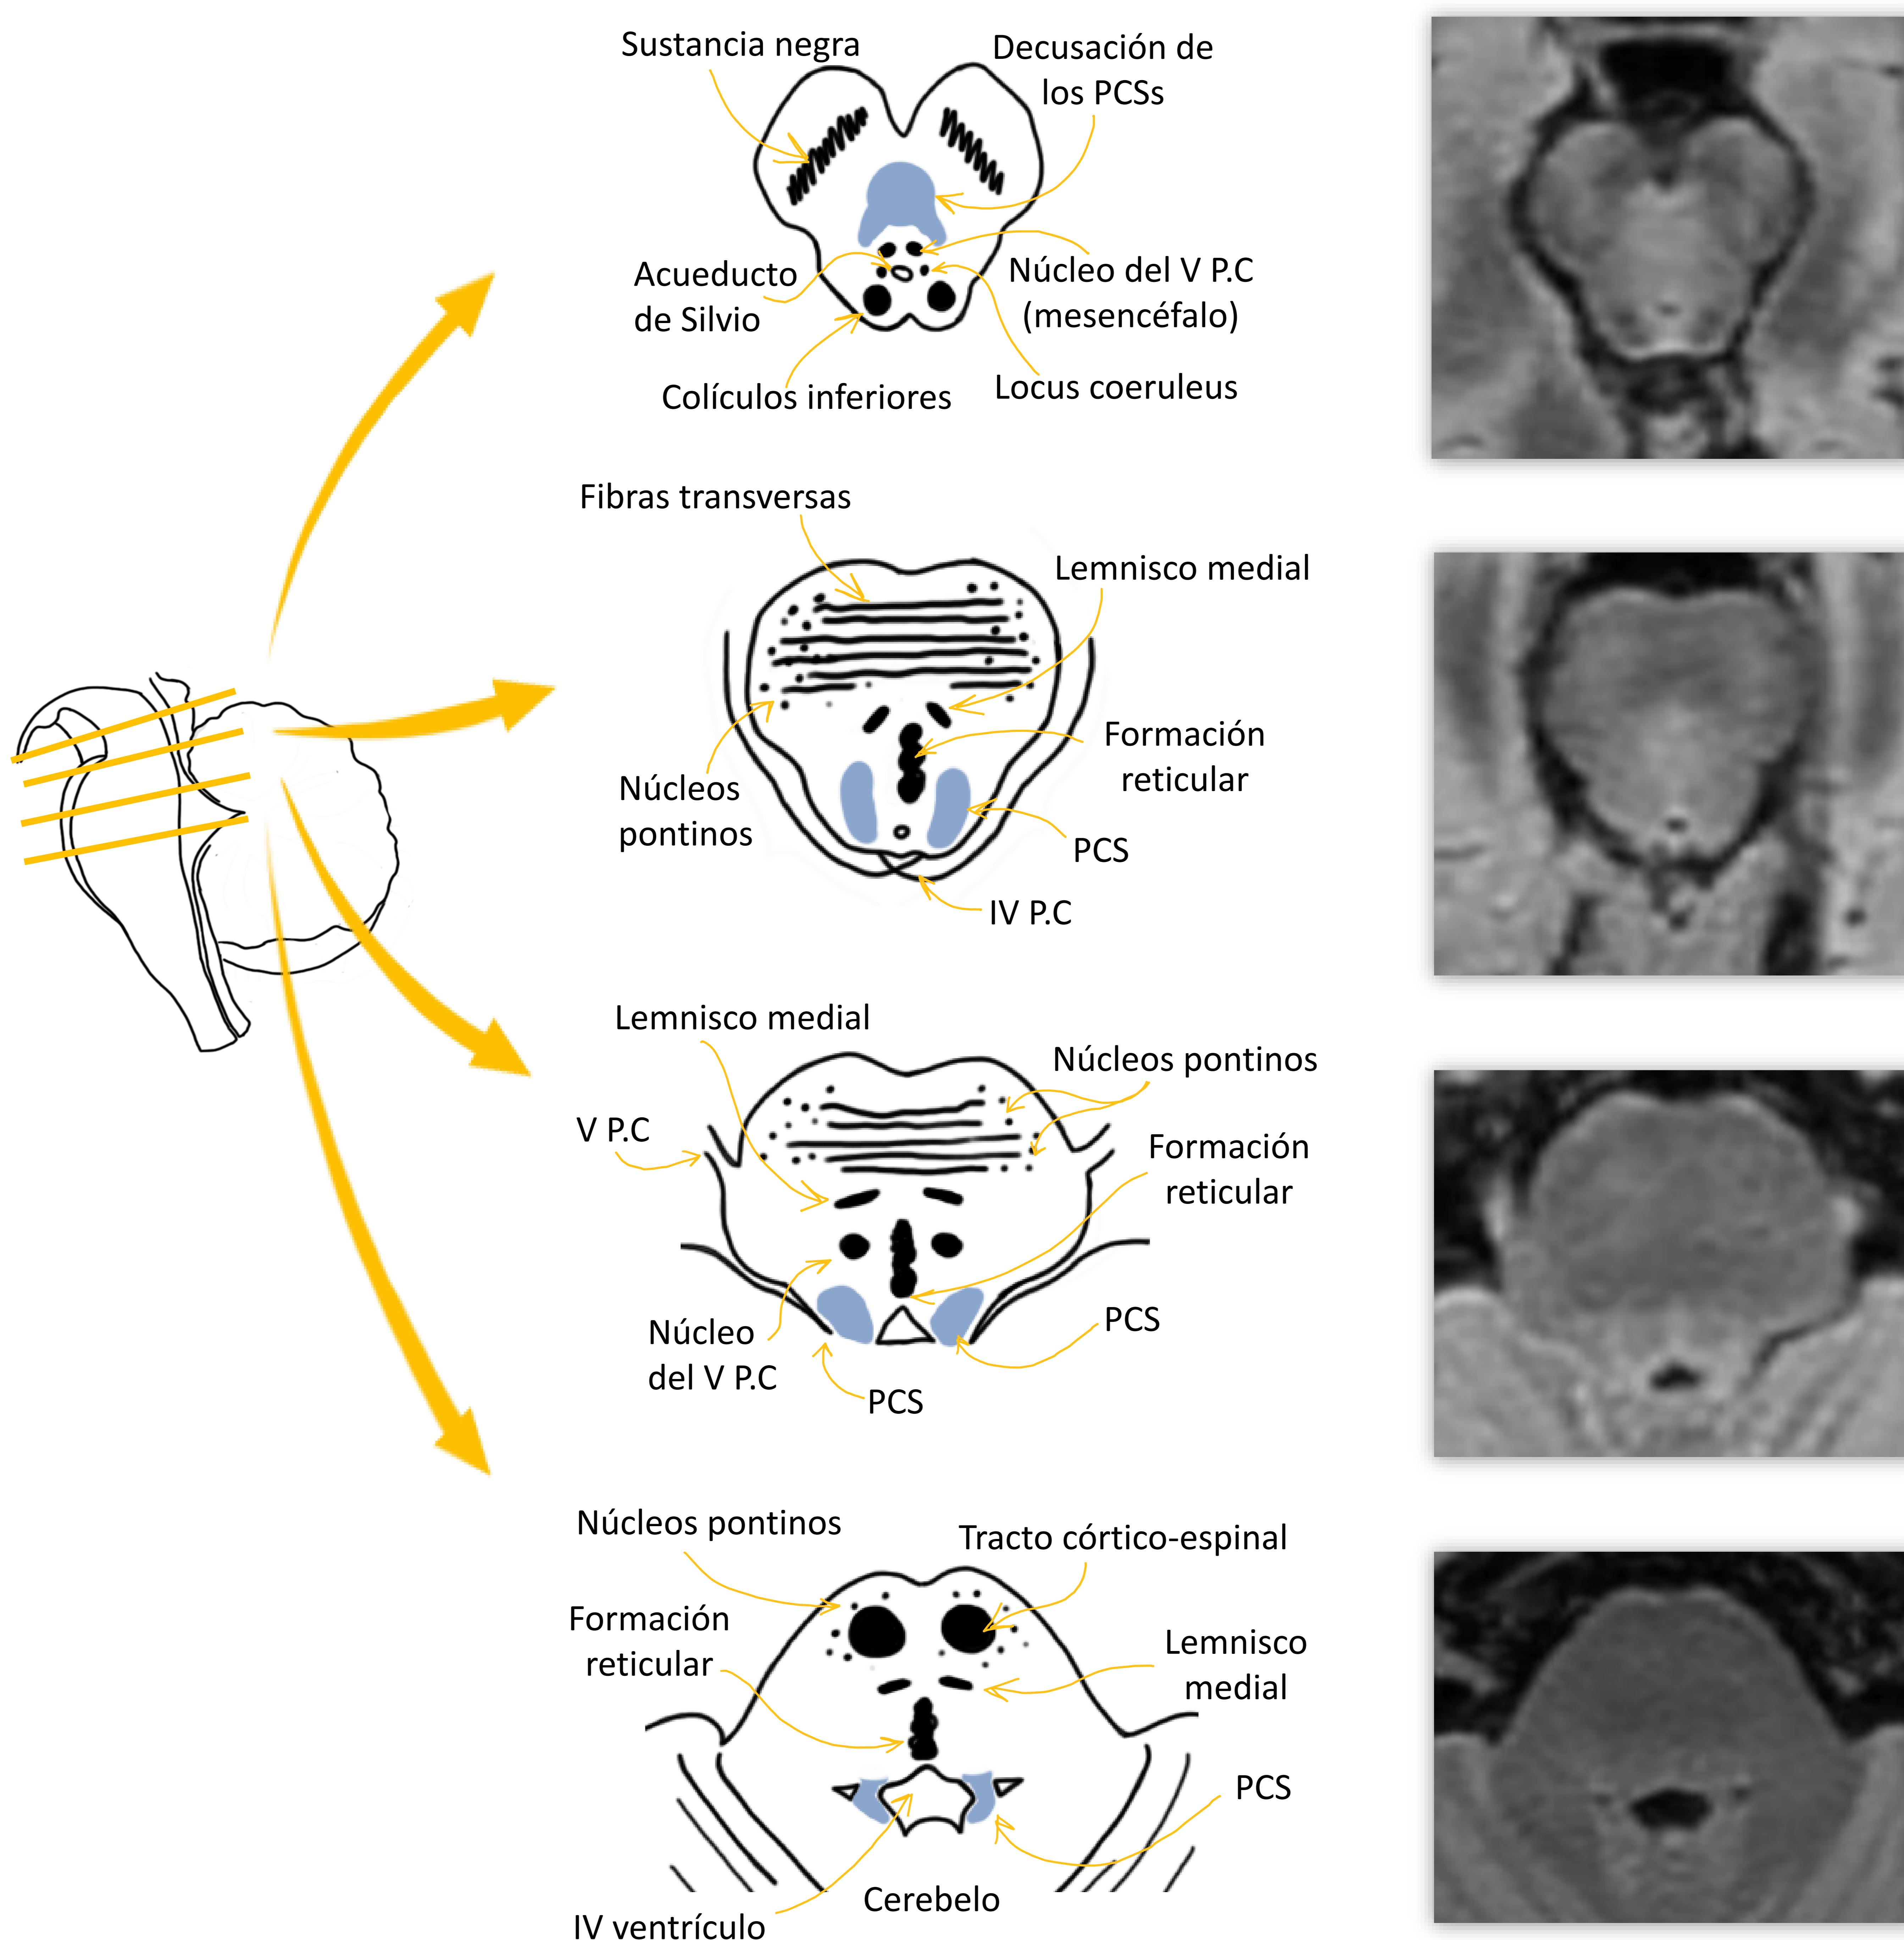 Sustancia negra
Decusación de
los PCSs
Acueducto
de Silvio
Núcleo del V P.C
(mesencéfalo)
Colículos inferiores
Locus coeruleus
Fibras transversas
Lemnisco medial
Formación
reticular
Núcleos
pontinos
PCS
IV P.C
Lemnisco medial
Núcleos pontinos
V P.C
Formación
reticular
Núcleo
del V P.C
PCS
PCS
Núcleos pontinos
Tracto córtico-espinal
Formación
reticular
Lemnisco
medial
PCS
Cerebelo
IV ventrículo